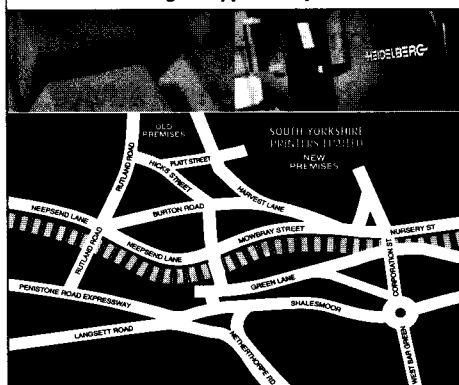 HEIDELBERG
OLD
PREMISES
SOUTH YORKSHIRE
PRINTERS LIMITED
NEW
PREMISES
RUTLAND ROAD
PLATT STREET
HICKS STREET
HARVEST LANE
BURTON ROAD
NEEPSEND LANE
MOWBRAY STREET
NURSERY ST
RUTLAND ROAD
NEEPSEND LANE
CORPORATION ST
GREEN LANE
PENISTONE ROAD EXPRESSWAY
SHALESMOOR
LANGSETT ROAD
NETHERTHORPE RD
WEST BAR GREEN